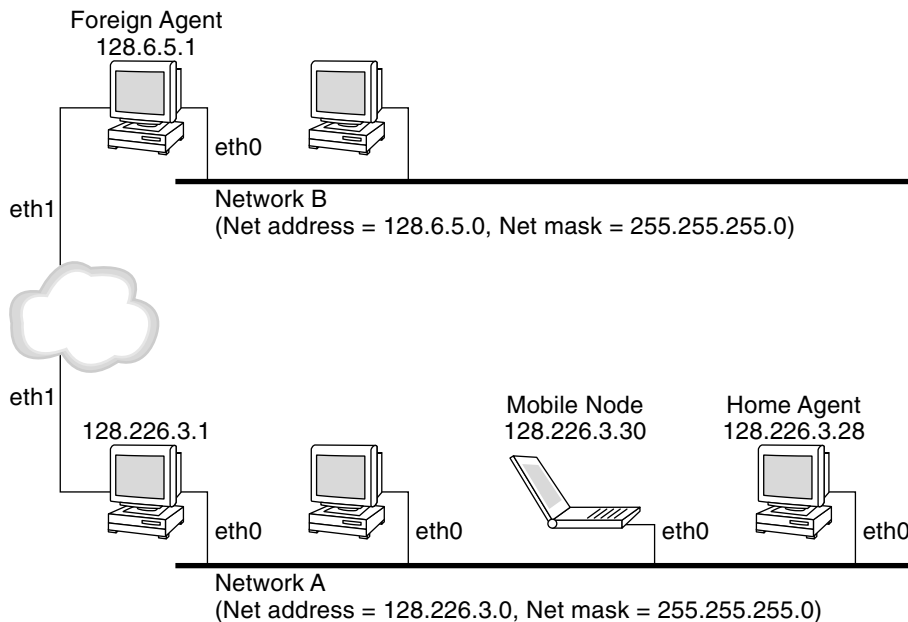 Foreign Agent
128.6.5.1
eth0
eth1
Network B
(Net address = 128.6.5.0, Net mask = 255.255.255.0)
eth1
128.226.3.1
Mobile Node
128.226.3.30
Home Agent
128.226.3.28
eth0
eth0
eth0
eth0
Network A
(Net address = 128.226.3.0, Net mask = 255.255.255.0)